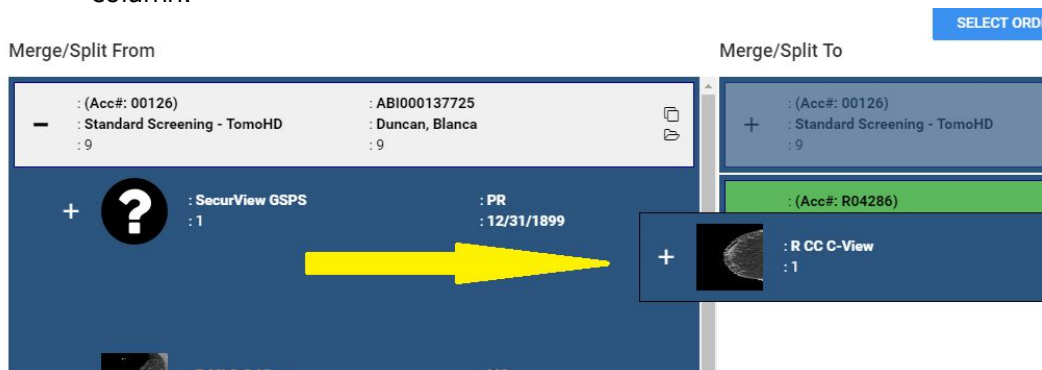 SELECT ORD
Merge/Split From
Merge/Split To
: (Acc#: 00126)
: ABI000137725
: Standard Screening - TomoHD
: Duncan, Blanca
: 9
: 9
: (Acc#: 00126)
: Standard Screening - TomoHD
: 9
: SecurView GSPS
: PR
: 1
: 12/31/1899
: (Acc#: R04286)
: R CC C-View
: 1